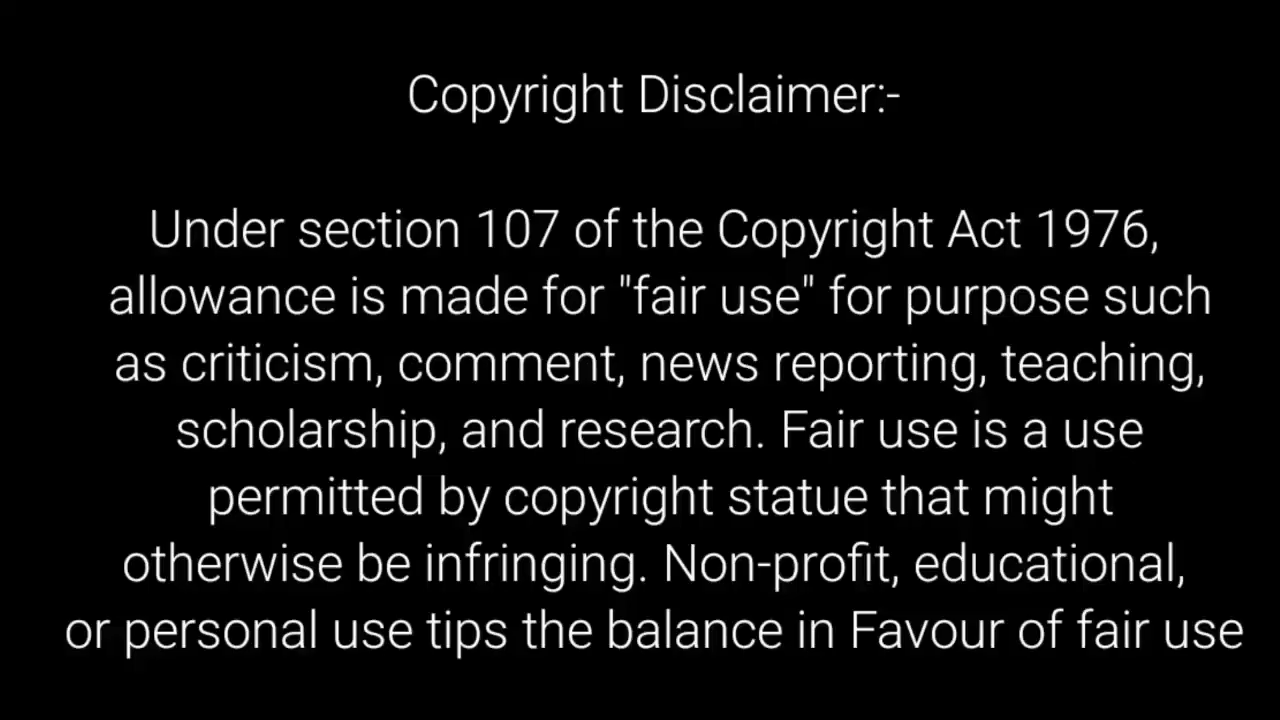 Copyright Disclaimer:-
Under section 107 of the Copyright Act 1976,
allowance is made for "fair use" for purpose such
as criticism, comment, news reporting, teaching,
scholarship, and research. Fair use is a use
permitted by copyright statue that might
otherwise be infringing. Non-profit, educational,
or personal use tips the balance in Favour of fair use